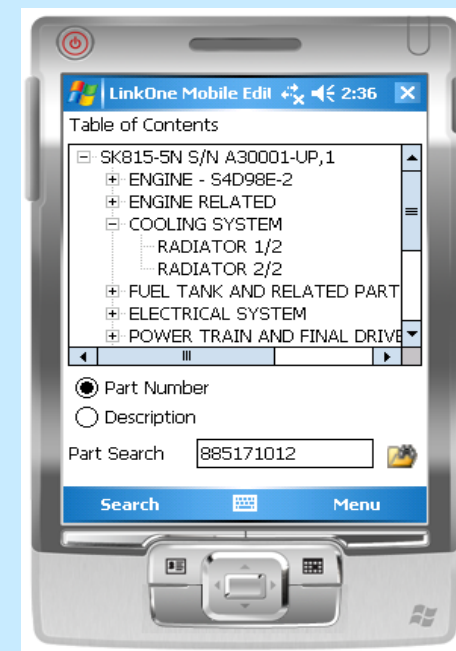 LinkOne Mobile Edi 2:36
Table of Contents
SK815-5N S/N A30001-UP,1
ENGINE - S4D98E-2
ENGINE RELATED
COOLING SYSTEM
RADIATOR 1/2
RADIATOR 2/2
FUEL TANK AND RELATED PART
ELECTRICAL SYSTEM
POWER TRAIN AND FINAL DRIVE
Part Number
Description
Part Search 885171012
Search Menu